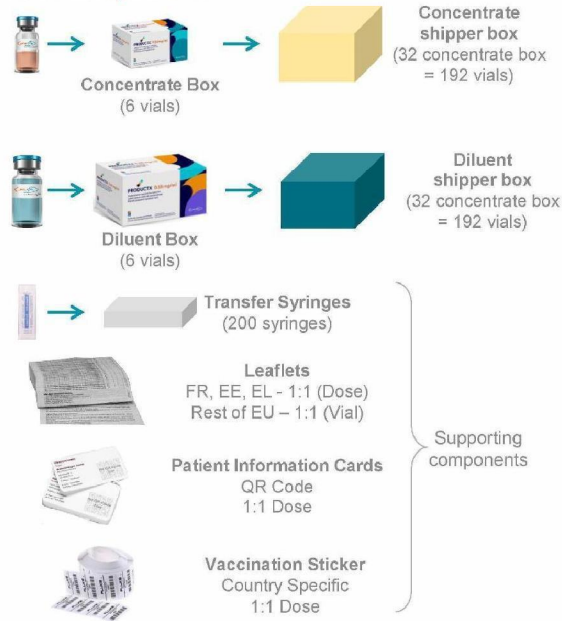 Concentrate
shipper box
(32 concentrate box
= 192 vials)
PRODUCTX
Concentrate Box
(6 vials)
Diluent
shipper box
(32 concentrate box
= 192 vials)
PRODUCTX
Diluent Box
(6 vials)
Transfer Syringes
(200 syringes)
Leaflets
FR, EE, EL - 1:1 (Dose)
Rest of EU – 1:1 (Vial)
Supporting
components
Patient Information Cards
QR Code
1:1 Dose
Vaccination Sticker
Country Specific
1:1 Dose